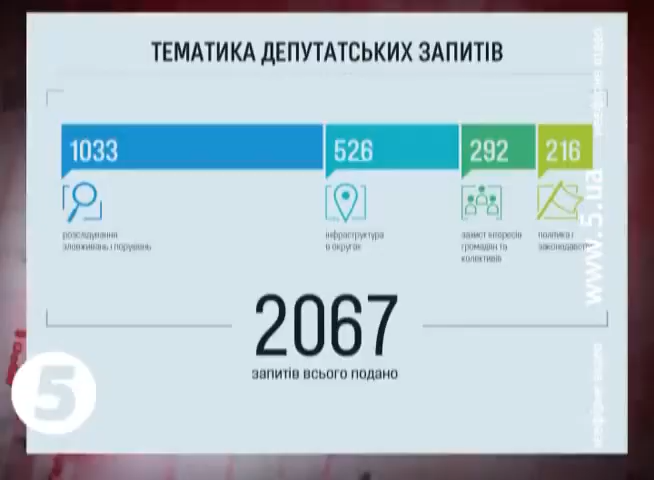 ТЕМАТИКА ДЕПУТАТСЬКИХ ЗАПИТІВ
1033
526
292
216
розслідування
зловживань і порушень
інфраструктура
в округах
захист інтересів
громадян та
колективів
політика і
законодавство
2067
запитів всього подано
5
www.5.ua